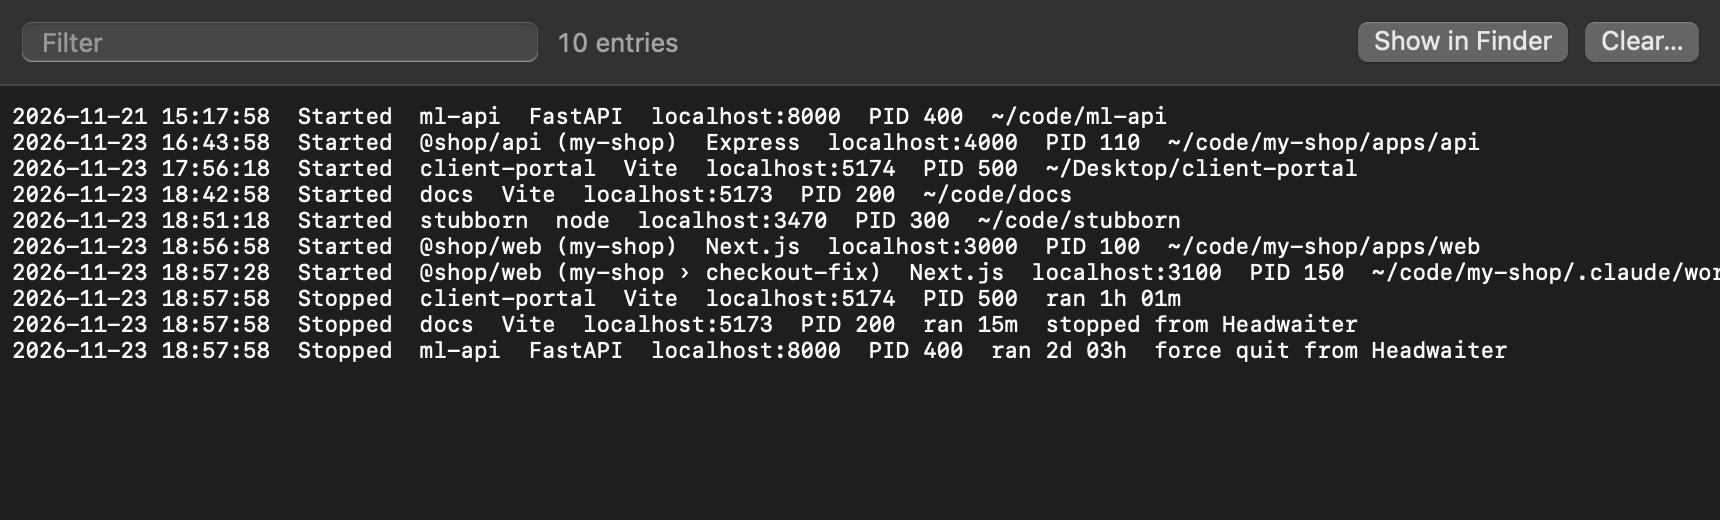 Filter
10 entries
Show in Finder
Clear...
2026-11-21 15:17:58  Started  ml-api  FastAPI  localhost:8000  PID 400  ~/code/ml-api
2026-11-23 16:43:58  Started  @shop/api (my-shop)  Express  localhost:4000  PID 110  ~/code/my-shop/apps/api
2026-11-23 17:56:18  Started  client-portal  Vite  localhost:5174  PID 500  ~/Desktop/client-portal
2026-11-23 18:42:58  Started  docs  Vite  localhost:5173  PID 200  ~/code/docs
2026-11-23 18:51:18  Started  stubborn  node  localhost:3470  PID 300  ~/code/stubborn
2026-11-23 18:56:58  Started  @shop/web (my-shop)  Next.js  localhost:3000  PID 100  ~/code/my-shop/apps/web
2026-11-23 18:57:28  Started  @shop/web (my-shop › checkout-fix)  Next.js  localhost:3100  PID 150  ~/code/my-shop/.claude/wor
2026-11-23 18:57:58  Stopped  client-portal  Vite  localhost:5174  PID 500  ran 1h 01m
2026-11-23 18:57:58  Stopped  docs  Vite  localhost:5173  PID 200  ran 15m  stopped from Headwaiter
2026-11-23 18:57:58  Stopped  ml-api  FastAPI  localhost:8000  PID 400  ran 2d 03h  force quit from Headwaiter